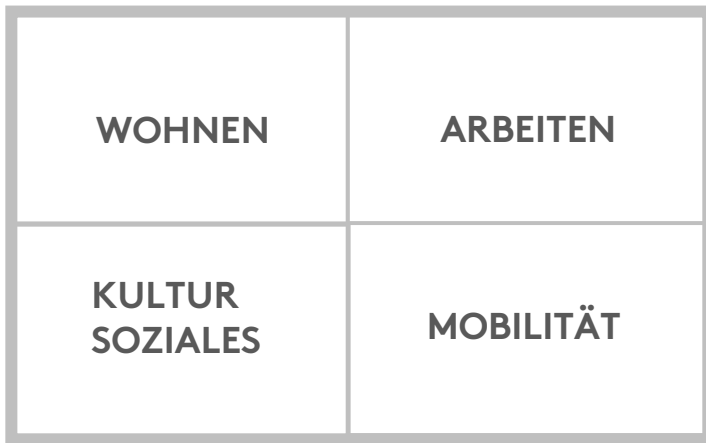 WOHNEN
ARBEITEN
KULTUR
SOZIALES
MOBILITÄT